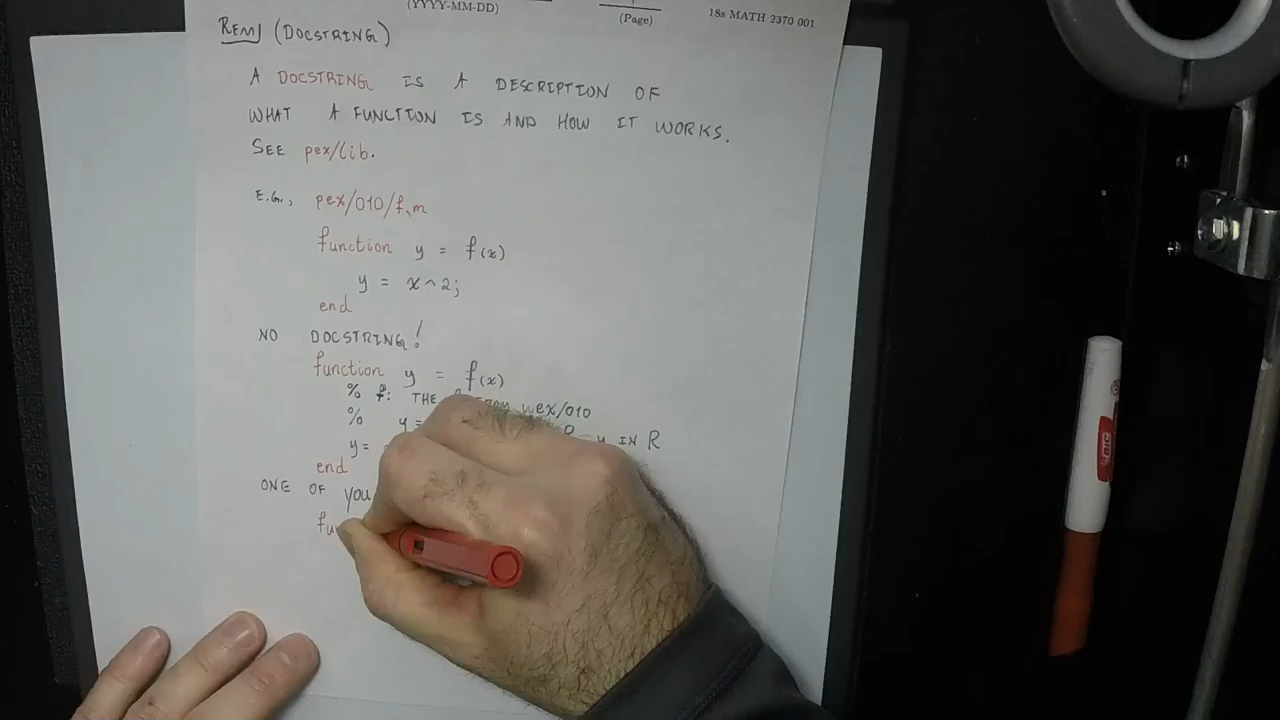 (YYYY-MM-DD)
(Page)
18s MATH 2370 001
REM] (DOCSTRING)
A DOCSTRING IS A DESCRIPTION OF
WHAT A FUNCTION IS AND HOW IT WORKS.
SEE pex/lib.
E.G., pex/010/f.m
function y = f(x)
y = x^2;
end
NO DOCSTRING!
function y = f(x)
% f: THE wex/010
% y = IN R
y =
end
ONE OF
BIC